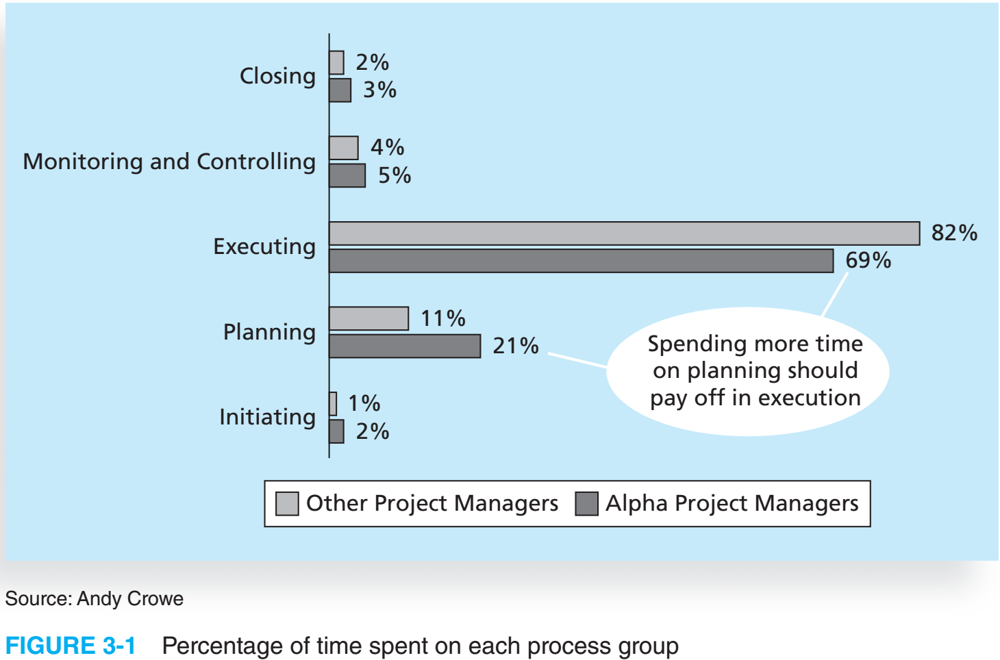 Closing
2%
3%
Monitoring and Controlling
4%
5%
Executing
82%
69%
Planning
11%
21%
Spending more time
on planning should
pay off in execution
Initiating
1%
2%
Other Project Managers
Alpha Project Managers
Source: Andy Crowe
FIGURE 3-1 Percentage of time spent on each process group